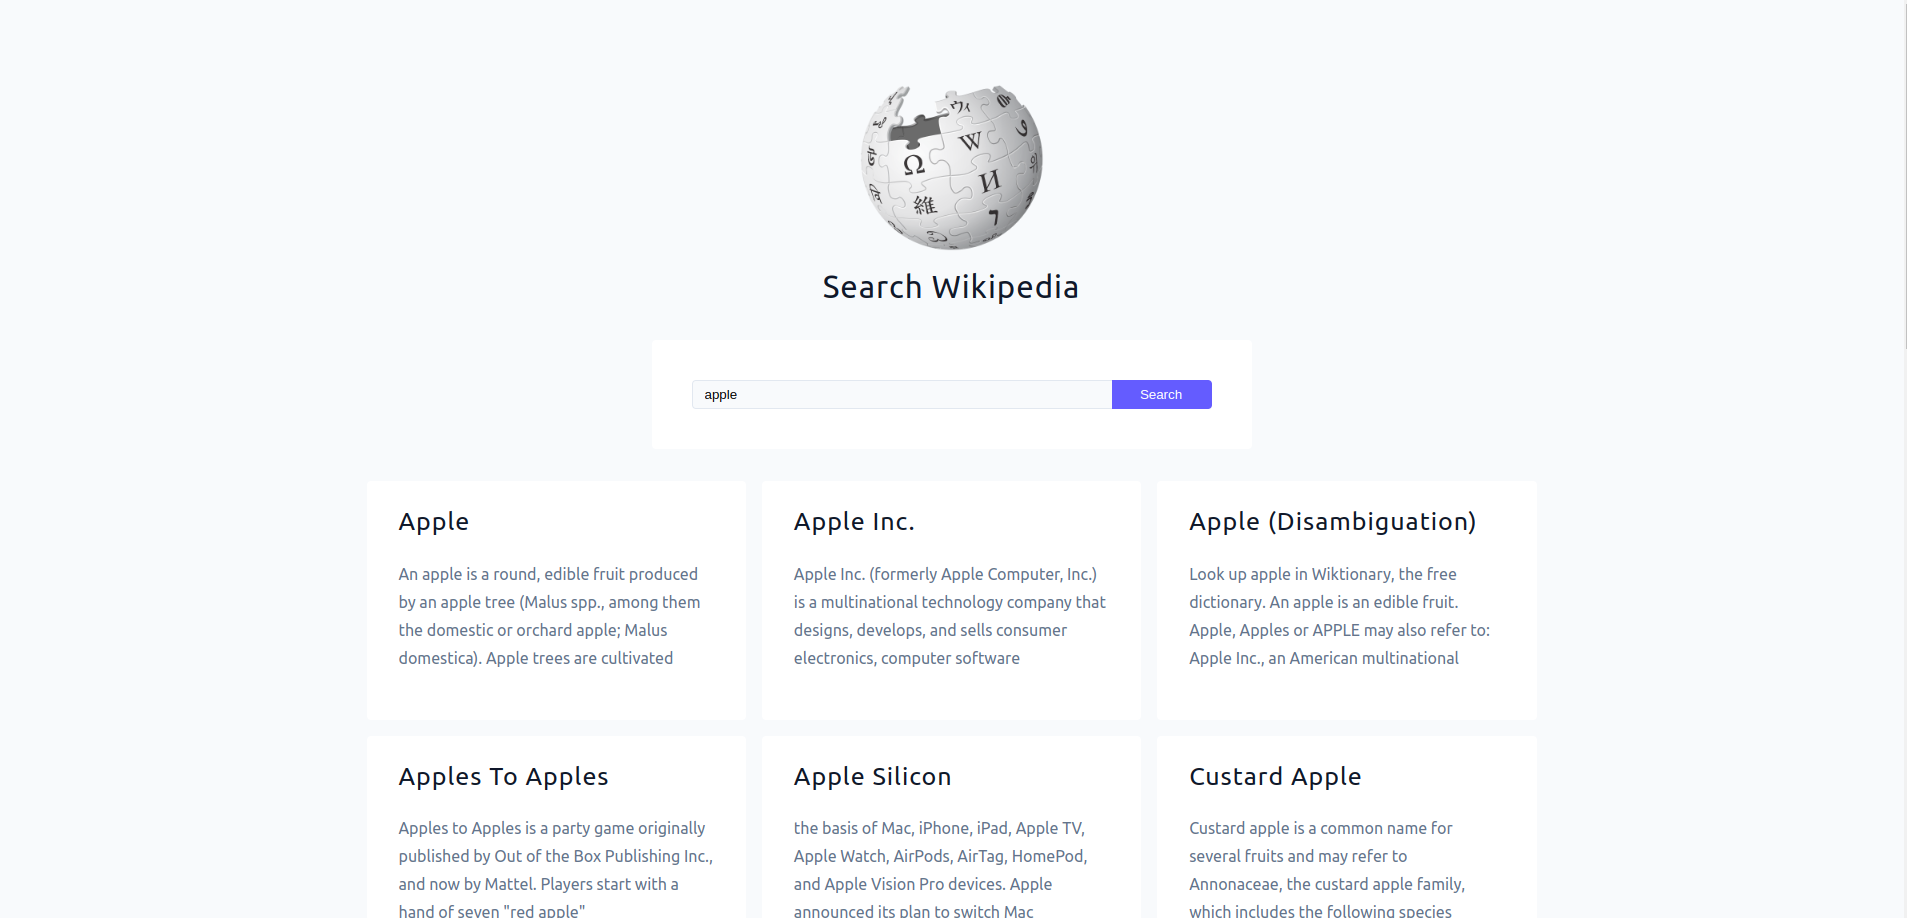 Ω
W
И
維
ウィ
Search Wikipedia
apple
Search
Apple
An apple is a round, edible fruit produced
by an apple tree (Malus spp., among them
the domestic or orchard apple; Malus
domestica). Apple trees are cultivated
Apple Inc.
Apple Inc. (formerly Apple Computer, Inc.)
is a multinational technology company that
designs, develops, and sells consumer
electronics, computer software
Apple (Disambiguation)
Look up apple in Wiktionary, the free
dictionary. An apple is an edible fruit.
Apple, Apples or APPLE may also refer to:
Apple Inc., an American multinational
Apples To Apples
Apples to Apples is a party game originally
published by Out of the Box Publishing Inc.,
and now by Mattel. Players start with a
hand of seven "red apple"
Apple Silicon
the basis of Mac, iPhone, iPad, Apple TV,
Apple Watch, AirPods, AirTag, HomePod,
and Apple Vision Pro devices. Apple
announced its plan to switch Mac
Custard Apple
Custard apple is a common name for
several fruits and may refer to
Annonaceae, the custard apple family,
which includes the following species